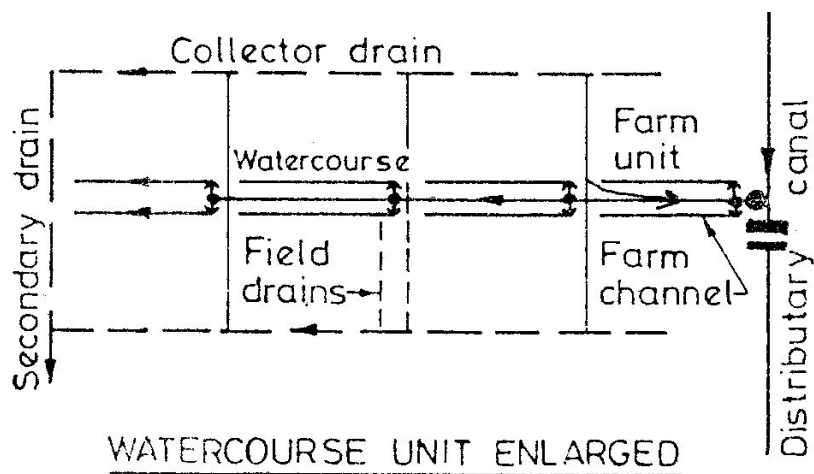 Collector drain
Secondary drain
Watercourse
Farm
unit
Distributary canal
Field
drains
Farm
channel
WATERCOURSE UNIT ENLARGED